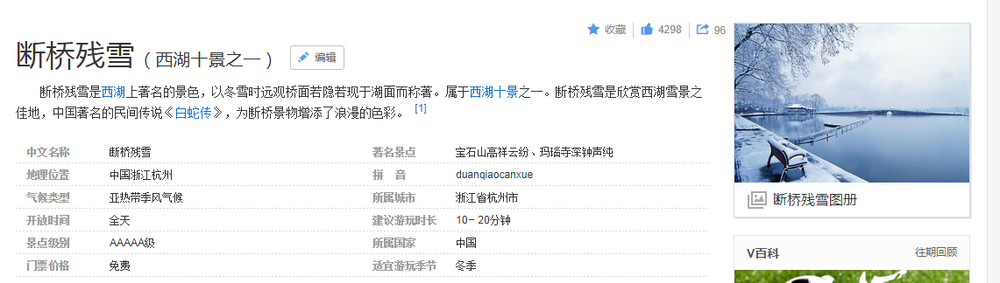 收藏 4298 96
断桥残雪（西湖十景之一） 编辑
断桥残雪是西湖上著名的景色，以冬雪时远观桥面若隐若现于湖面而称著。属于西湖十景之一。断桥残雪是欣赏西湖雪景之
佳地，中国著名的民间传说《白蛇传》，为断桥景物增添了浪漫的色彩。 [1]
中文名称 断桥残雪 著名景点 宝石山高祥云纷、玛瑙寺深钟声纯
地理位置 中国浙江杭州 拼 音 duanqiaocanxue
气候类型 亚热带季风气候 所属城市 浙江省杭州市
开放时间 全天 建议游玩时长 10－20分钟
景点级别 AAAAA级 所属国家 中国
门票价格 免费 适宜游玩季节 冬季
断桥残雪图册
V百科 往期回顾